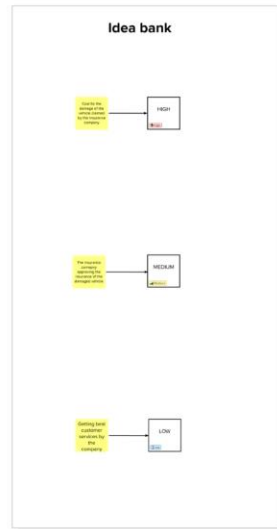 Idea bank
Cost for the
damage of the
vehicle claimed
by the insurance
company.
HIGH
The insurance
company
approving the
insurance of the
damaged vehicle.
MEDIUM
Getting best
customer
services by
the
company
LOW